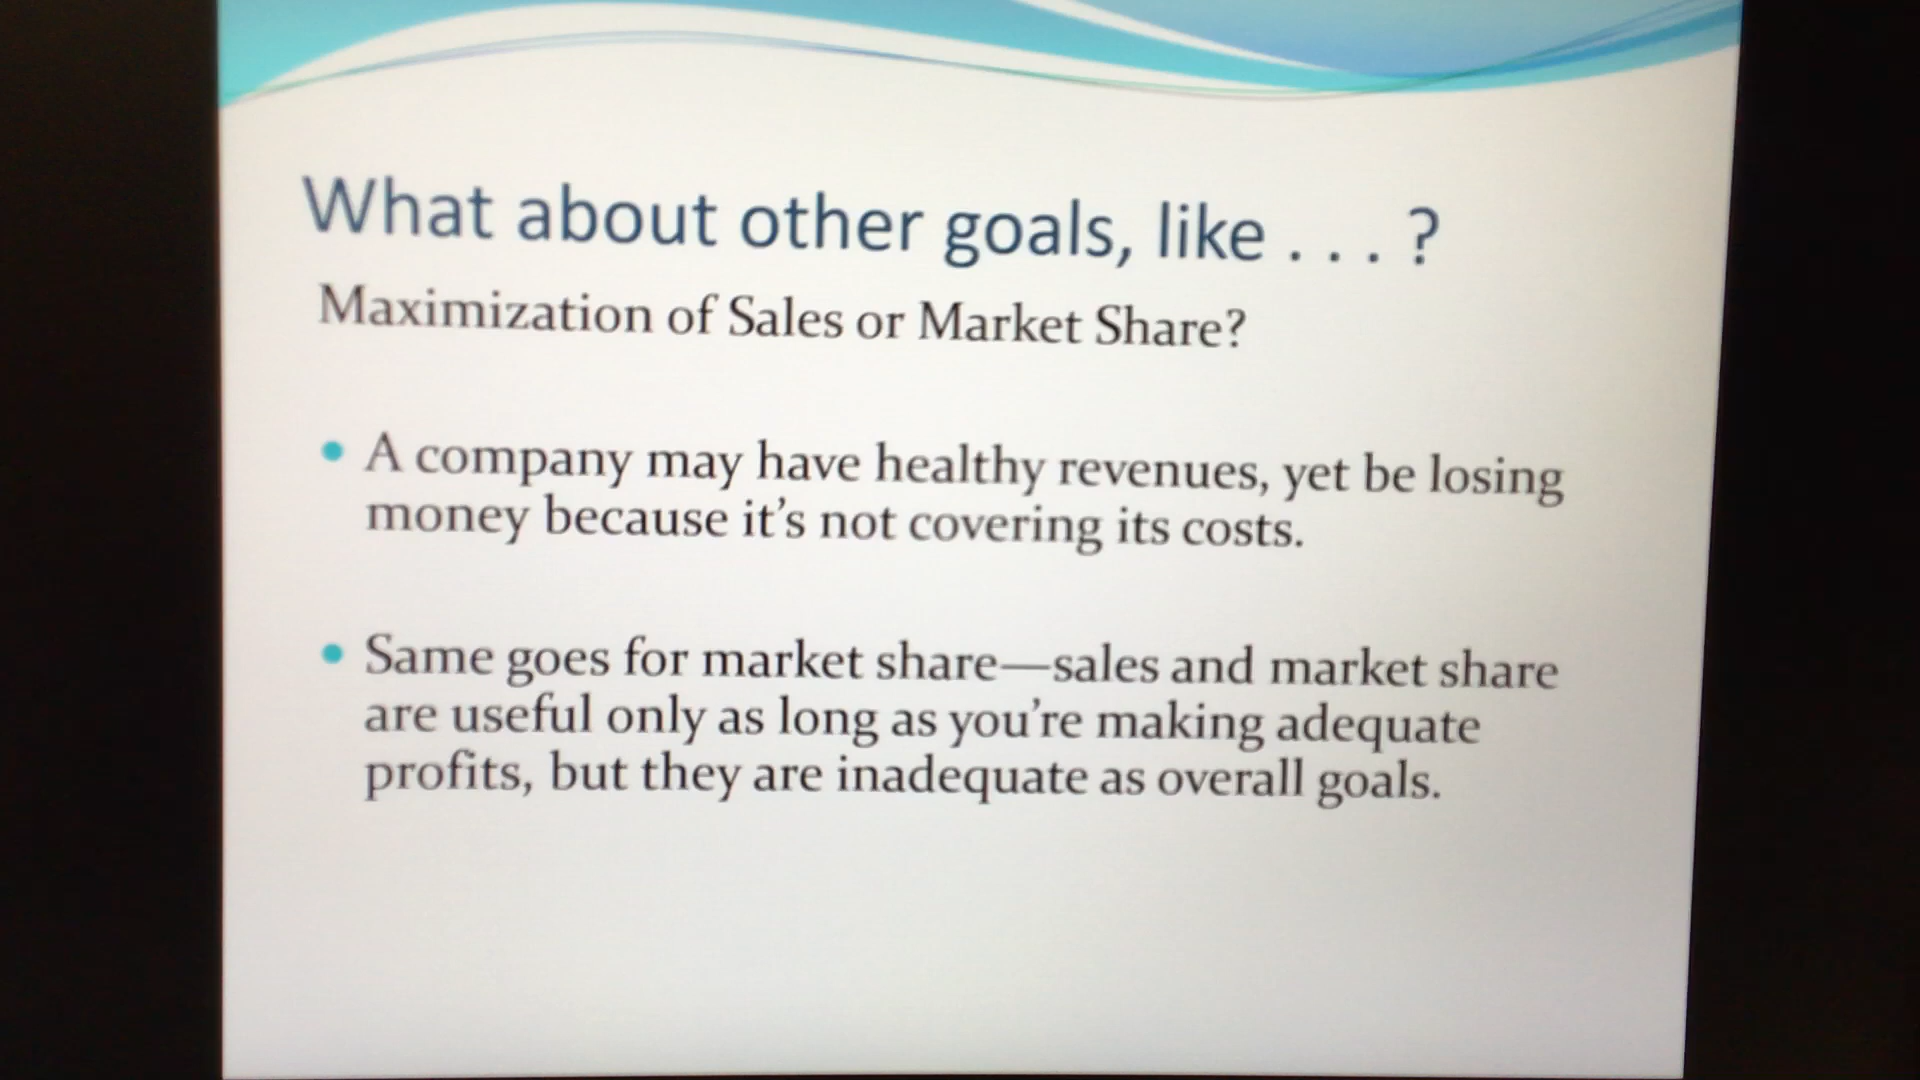 What about other goals, like . . . ?
Maximization of Sales or Market Share?
• A company may have healthy revenues, yet be losing
money because it's not covering its costs.
• Same goes for market share—sales and market share
are useful only as long as you're making adequate
profits, but they are inadequate as overall goals.